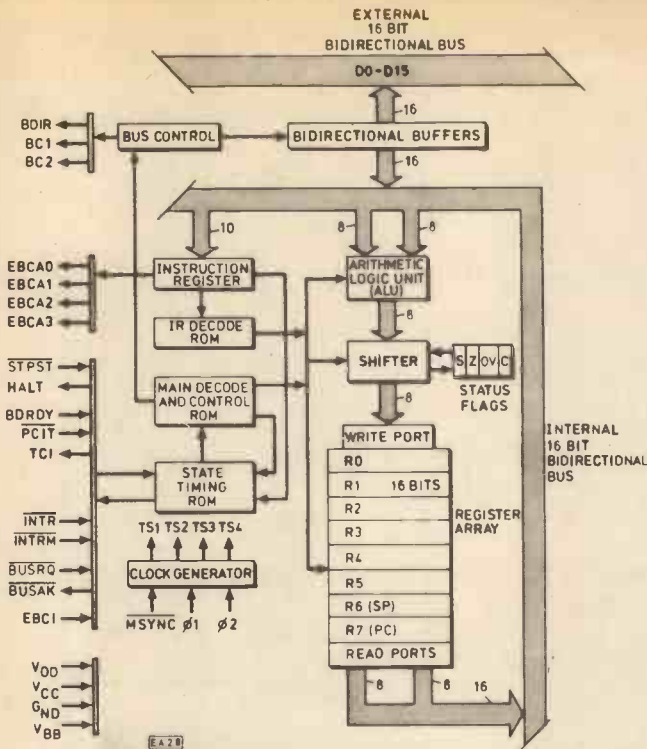 EXTERNAL
16 BIT
BIDIRECTIONAL BUS
D0-D15
16
BDIR
BC1
BC2
BUS CONTROL
BIDIRECTIONAL BUFFERS
16
10
8
8
EBCA0
EBCA1
EBCA2
EBCA3
INSTRUCTION
REGISTER
IR DECODE
ROM
ARITHMETIC
LOGIC UNIT
(ALU)
8
SHIFTER
S Z OV C
STATUS
FLAGS
8
STPST
HALT
BDRDY
PCIT
TCI
INTR
INTRM
BUSRQ
BUSAK
EBCI
MAIN DECODE
AND CONTROL
ROM
STATE
TIMING
ROM
TS1 TS2 TS3 TS4
CLOCK GENERATOR
MSYNC ø1 ø2
WRITE PORT
R0
R1 16 BITS
R2
R3
R4
R5
R6 (SP)
R7 (PC)
READ PORTS
REGISTER
ARRAY
INTERNAL
16 BIT
BIDIRECTIONAL
BUS
8
8
16
VDD
VCC
GND
VBB
EA28